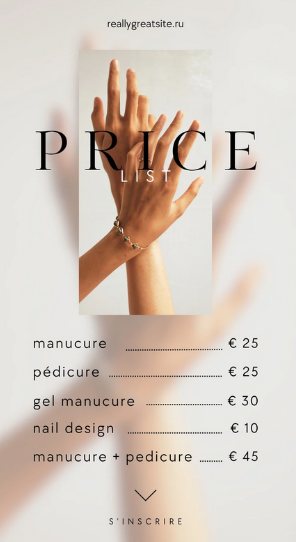 reallygreatsite.ru
PRICE
LIST
manucure ........................ € 25
pédicure ............................ € 25
gel manucure ................... € 30
nail design ....................... € 10
manucure + pedicure ...... € 45
S'INSCRIRE